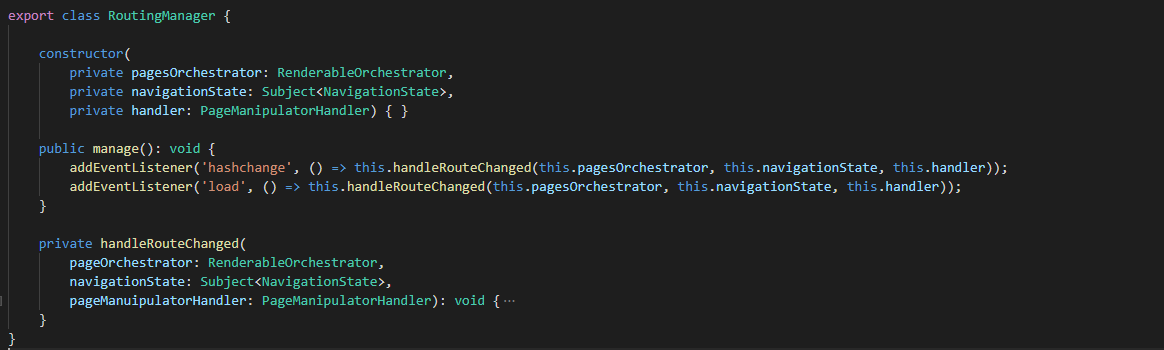 export class RoutingManager {
constructor(
private pagesOrchestrator: RenderableOrchestrator,
private navigationState: Subject<NavigationState>,
private handler: PageManipulatorHandler) { }
public manage(): void {
addEventListener('hashchange', () => this.handleRouteChanged(this.pagesOrchestrator, this.navigationState, this.handler));
addEventListener('load', () => this.handleRouteChanged(this.pagesOrchestrator, this.navigationState, this.handler));
}
private handleRouteChanged(
pageOrchestrator: RenderableOrchestrator,
navigationState: Subject<NavigationState>,
pageManuipulatorHandler: PageManipulatorHandler): void {···
}
}